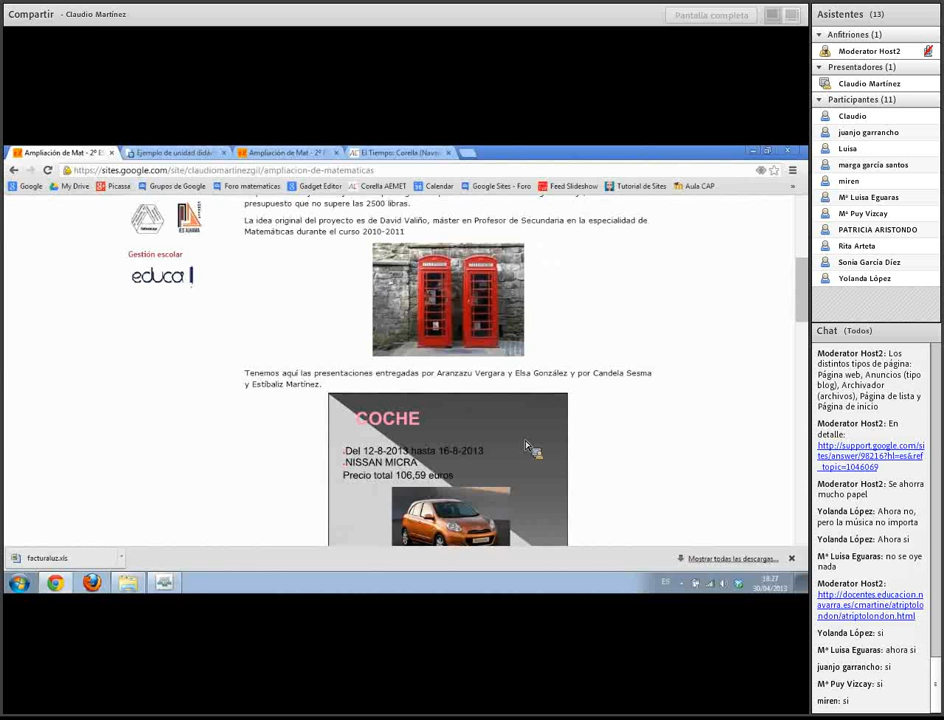 Compartir - Claudio Martínez
Pantalla completa
Ampliación de Mat - 2º E
Ejemplo de unidad didá
Ampliación de Mat - 2º
El Tiempo: Corella (Nava
https://sites.google.com/site/claudiomartinezgil/ampliacion-de-matematicas
Google
My Drive
Picassa
Grupos de Google
Foro matematicas
Gadget Editor
Corella AEMET
Calendar
Google Sites - Foro
Feed Slideshow
Tutorial de Sites
Aula CAP
»
presupuesto que no supere las 2500 libras.
La idea original del proyecto es de David Valiño, máster en Profesor de Secundaria en la especialidad de
Matemáticas durante el curso 2010-2011
Gestión escolar
educa
Tenemos aquí las presentaciones entregadas por Aranzazu Vergara y Elsa González y por Candela Sesma
y Estíbaliz Martínez.
COCHE
Del 12-8-2013 hasta 16-8-2013
NISSAN MICRA
Precio total 106,59 euros
facturaluz.xls
Mostrar todas las descargas...
ES
18:27
30/04/2013
Asistentes (13)
Anfitriones (1)
Moderator Host2
Presentadores (1)
Claudio Martínez
Participantes (11)
Claudio
juanjo garrancho
Luisa
marga garcía santos
miren
Mª Luisa Eguaras
Mª Puy Vizcay
PATRICIA ARISTONDO
Rita Arteta
Sonia García Díez
Yolanda López
Chat (Todos)
Moderator Host2: Los
distintos tipos de página:
Página web, Anuncios (tipo
blog), Archivador
(archivos), Página de lista y
Página de inicio
Moderator Host2: En
detalle:
http://support.google.com/si
tes/answer/98216?hl=es&ref
_topic=1046069
Moderator Host2: Se ahorra
mucho papel
Yolanda López: Ahora no,
pero la música no importa
Yolanda López: Ahora si
Mª Luisa Eguaras: no se oye
nada
Moderator Host2:
http://docentes.educacion.n
avarra.es/cmartine/atriptolo
ndon/atriptolondon.html
Yolanda López: si
Mª Luisa Eguaras: ahora si
juanjo garrancho: si
Mª Puy Vizcay: si
miren: si